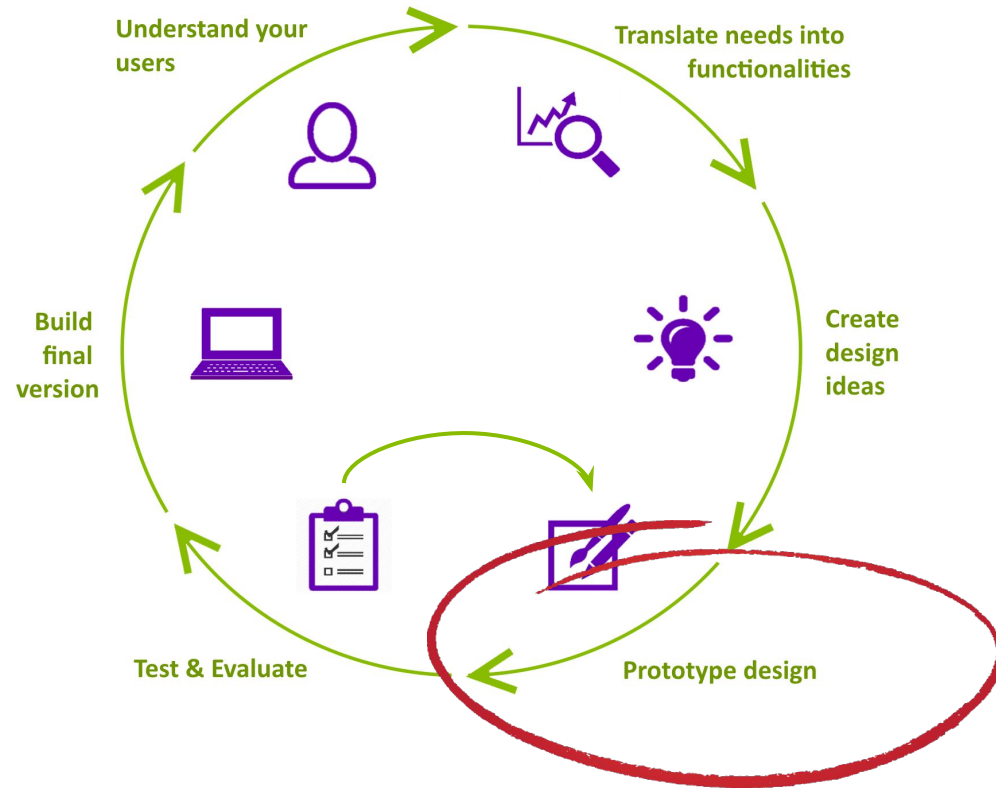 Understand your
users
Translate needs into
functionalities
Create
design
ideas
Prototype design
Test & Evaluate
Build
final
version